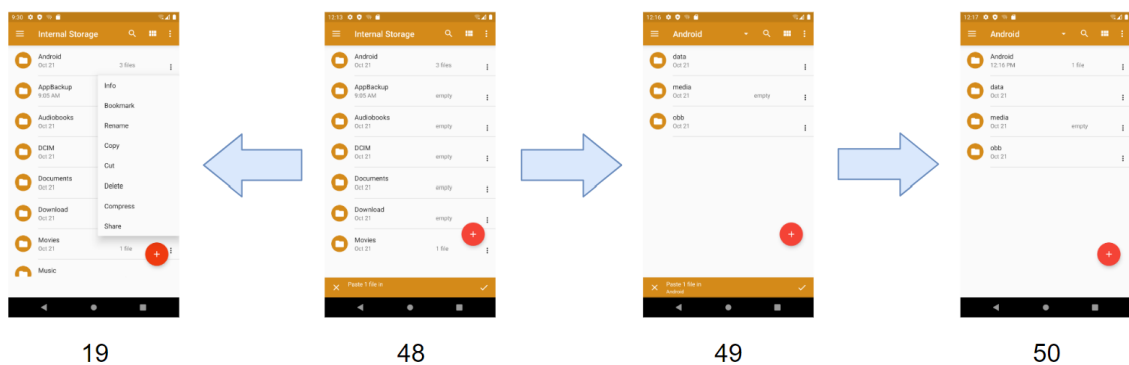 9:30
Internal Storage
Android
Oct 21
3 files
AppBackup
9:05 AM
Audiobooks
Oct 21
DCIM
Oct 21
Documents
Oct 21
Download
Oct 21
Movies
Oct 21
1 file
Music
Info
Bookmark
Rename
Copy
Cut
Delete
Compress
Share
19
12:13
Internal Storage
Android
Oct 21
3 files
AppBackup
9:05 AM
empty
Audiobooks
Oct 21
empty
DCIM
Oct 21
empty
Documents
Oct 21
empty
Download
Oct 21
empty
Movies
Oct 21
1 file
Paste 1 file in
48
12:16
Android
data
Oct 21
media
Oct 21
empty
obb
Oct 21
Paste 1 file in
Android
49
12:17
Android
Android
12:16 PM
1 file
data
Oct 21
media
Oct 21
empty
obb
Oct 21
50